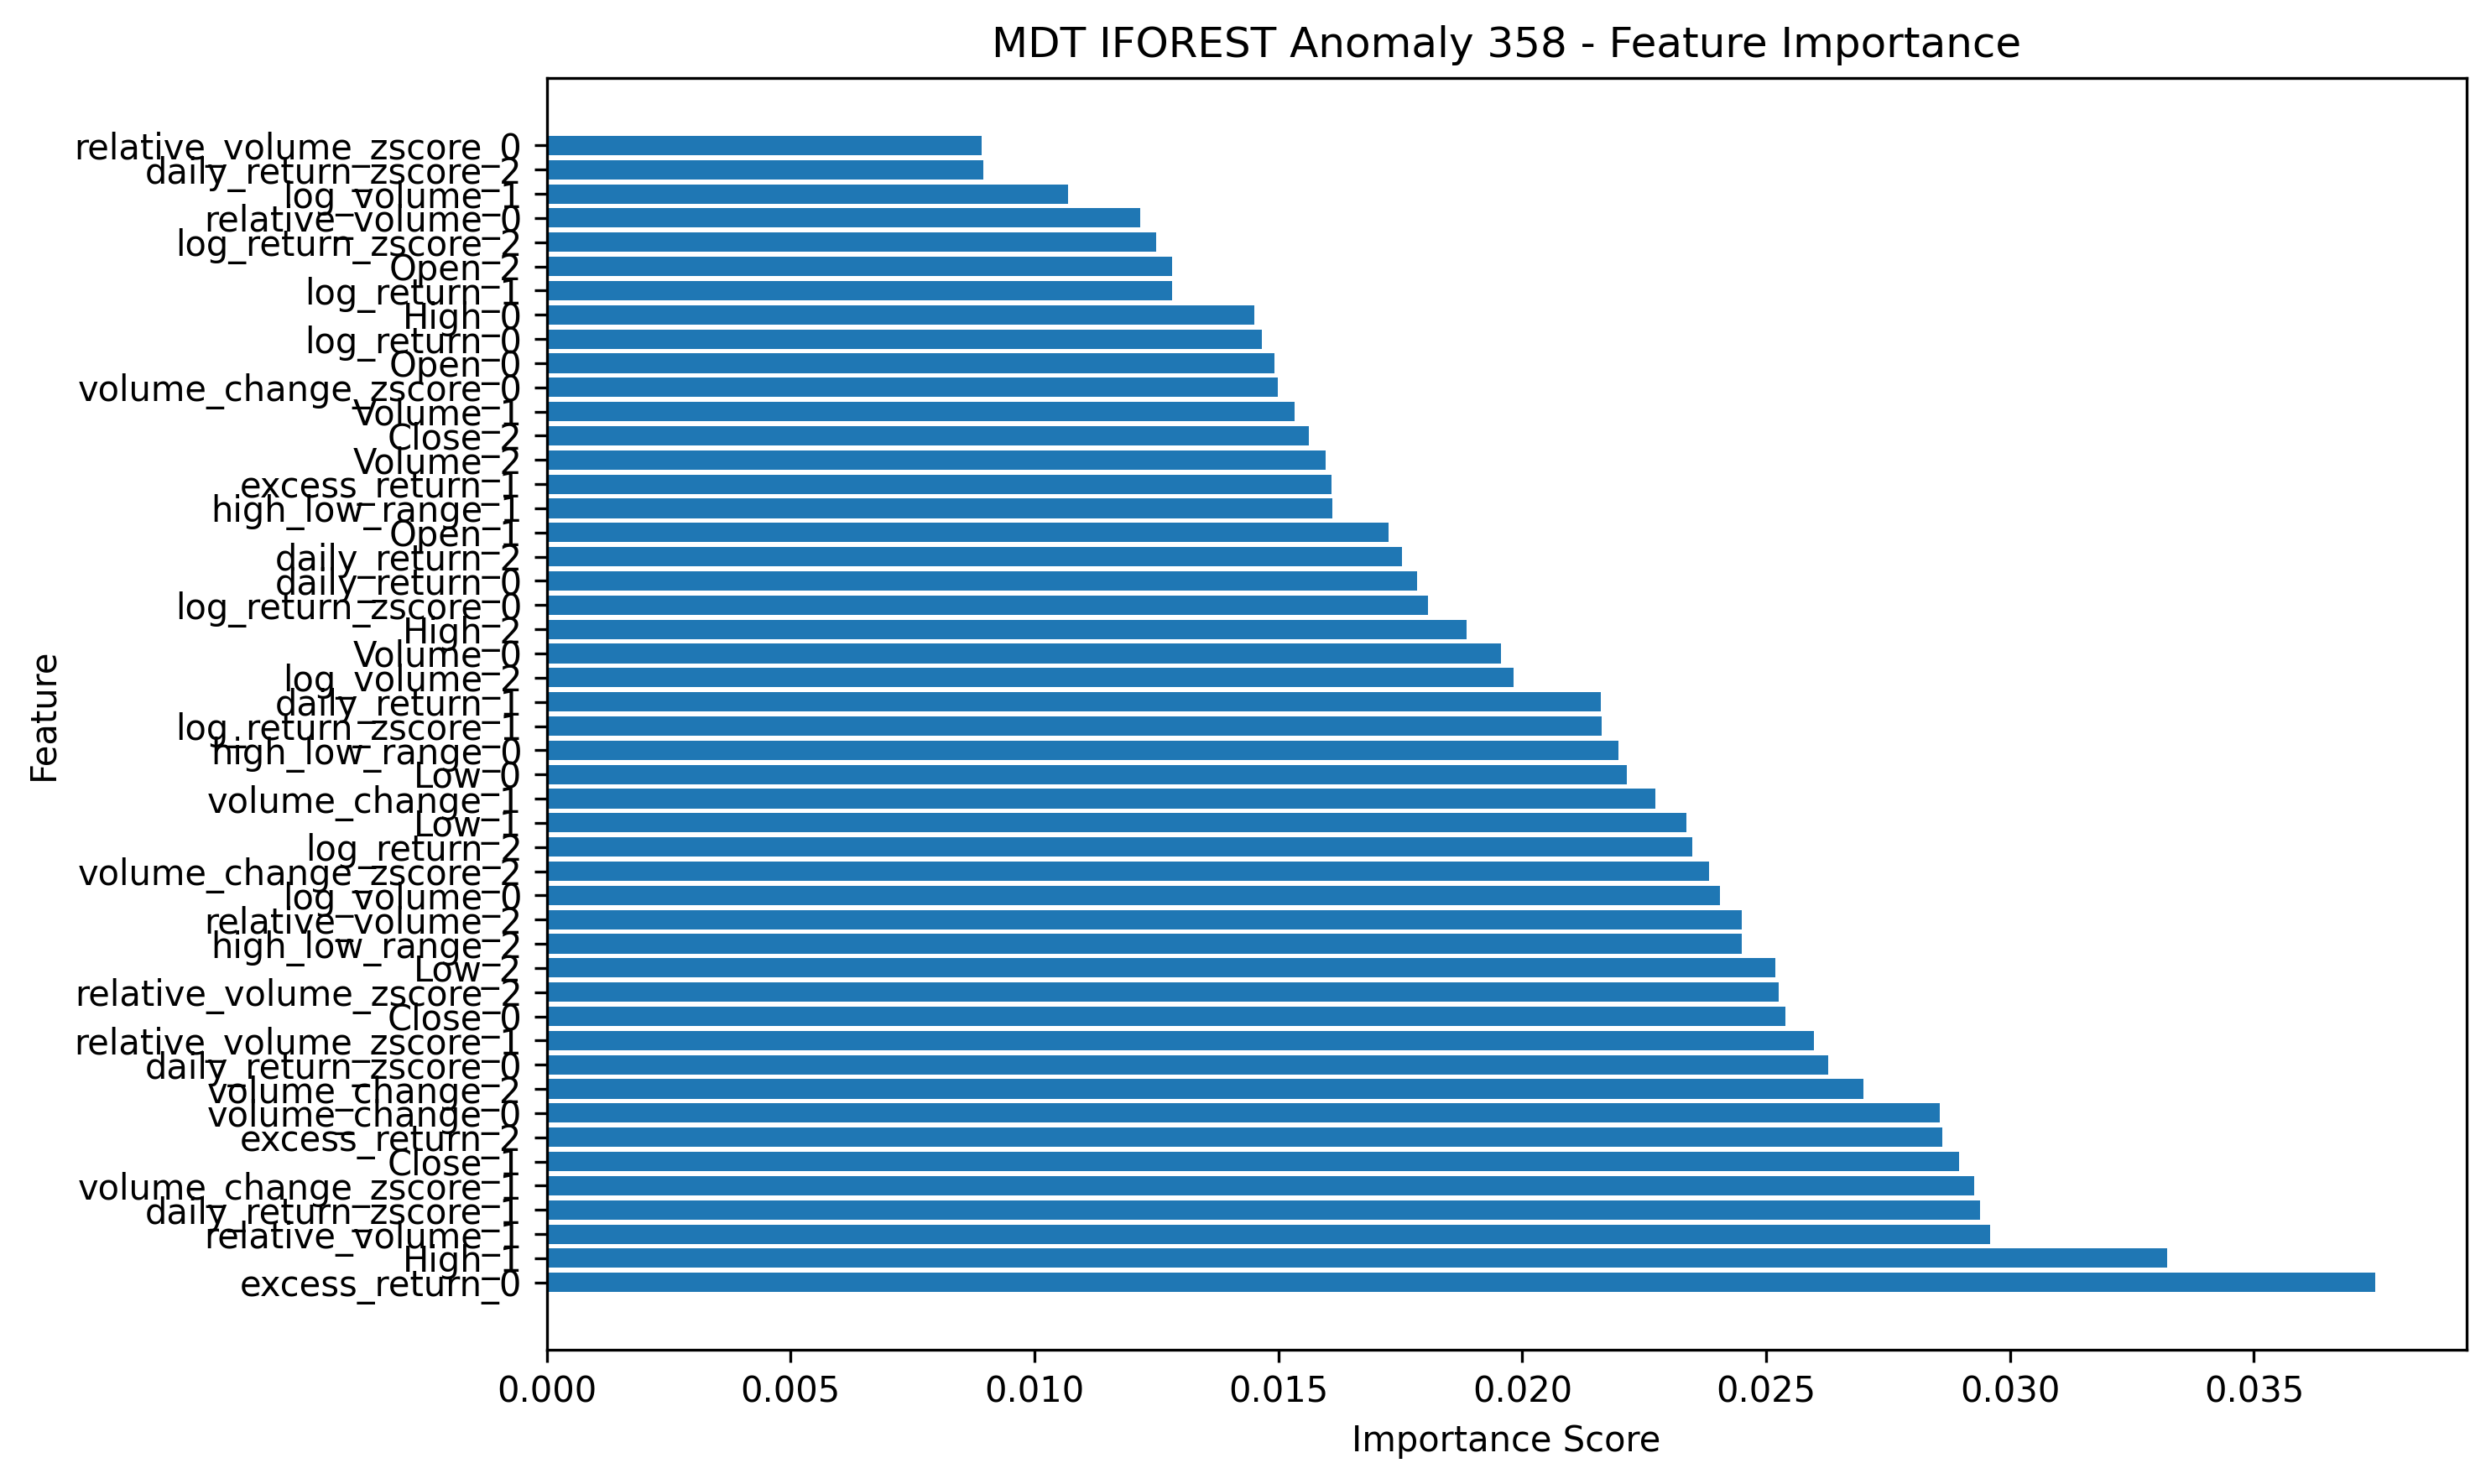 MDT IFOREST Anomaly 358 - Feature Importance
relative_volume_zscore_0
daily_return_zscore_2
log_volume_1
relative_volume_0
log_return_zscore_2
Open_2
log_return_1
High_0
log_return_0
Open_0
volume_change_zscore_0
Volume_1
Close_2
Volume_2
excess_return_1
high_low_range_1
Open_1
daily_return_2
daily_return_0
log_return_zscore_0
High_2
Volume_0
log_volume_2
daily_return_1
log_return_zscore_1
high_low_range_0
Low_0
volume_change_1
Low_1
log_return_2
volume_change_zscore_2
log_volume_0
relative_volume_2
high_low_range_2
Low_2
relative_volume_zscore_2
Close_0
relative_volume_zscore_1
daily_return_zscore_0
volume_change_2
volume_change_0
excess_return_2
Close_1
volume_change_zscore_1
daily_return_zscore_1
relative_volume_1
High_1
excess_return_0
Feature
0.000 0.005 0.010 0.015 0.020 0.025 0.030 0.035
Importance Score